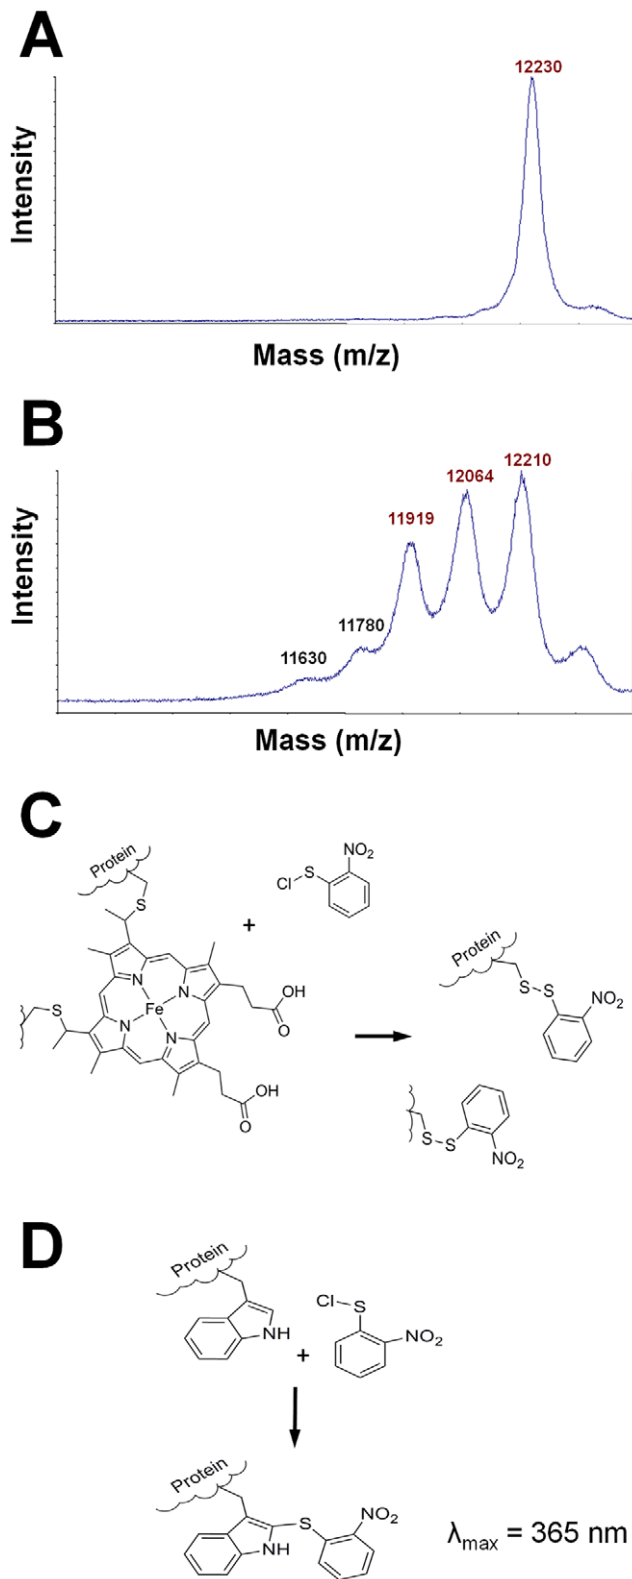 A
12230
Intensity
Mass (m/z)
B
12210
12064
11919
11780
11630
Intensity
Mass (m/z)
C
Protein
NO₂
Cl
S
S
+
S
N
N
Fe
N
N
OH
O
OH
O
Protein
S
S
NO₂
S
S
NO₂
D
Protein
NH
+
Cl
S
NO₂
Protein
S
NO₂
NH
λmax = 365 nm